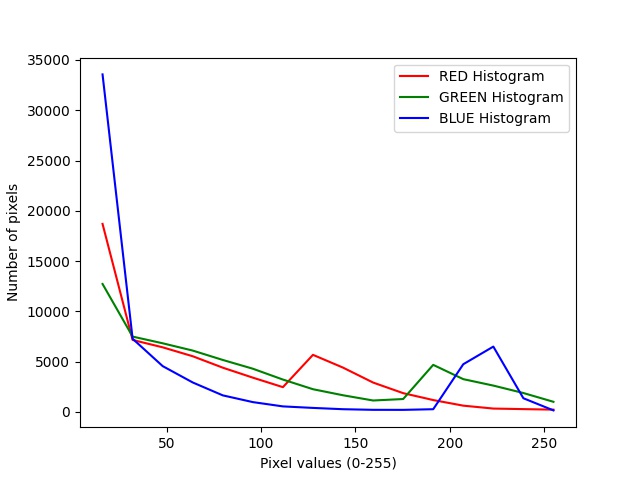 35000
30000
25000
20000
15000
10000
5000
0
Number of pixels
RED Histogram
GREEN Histogram
BLUE Histogram
50 100 150 200 250
Pixel values (0-255)